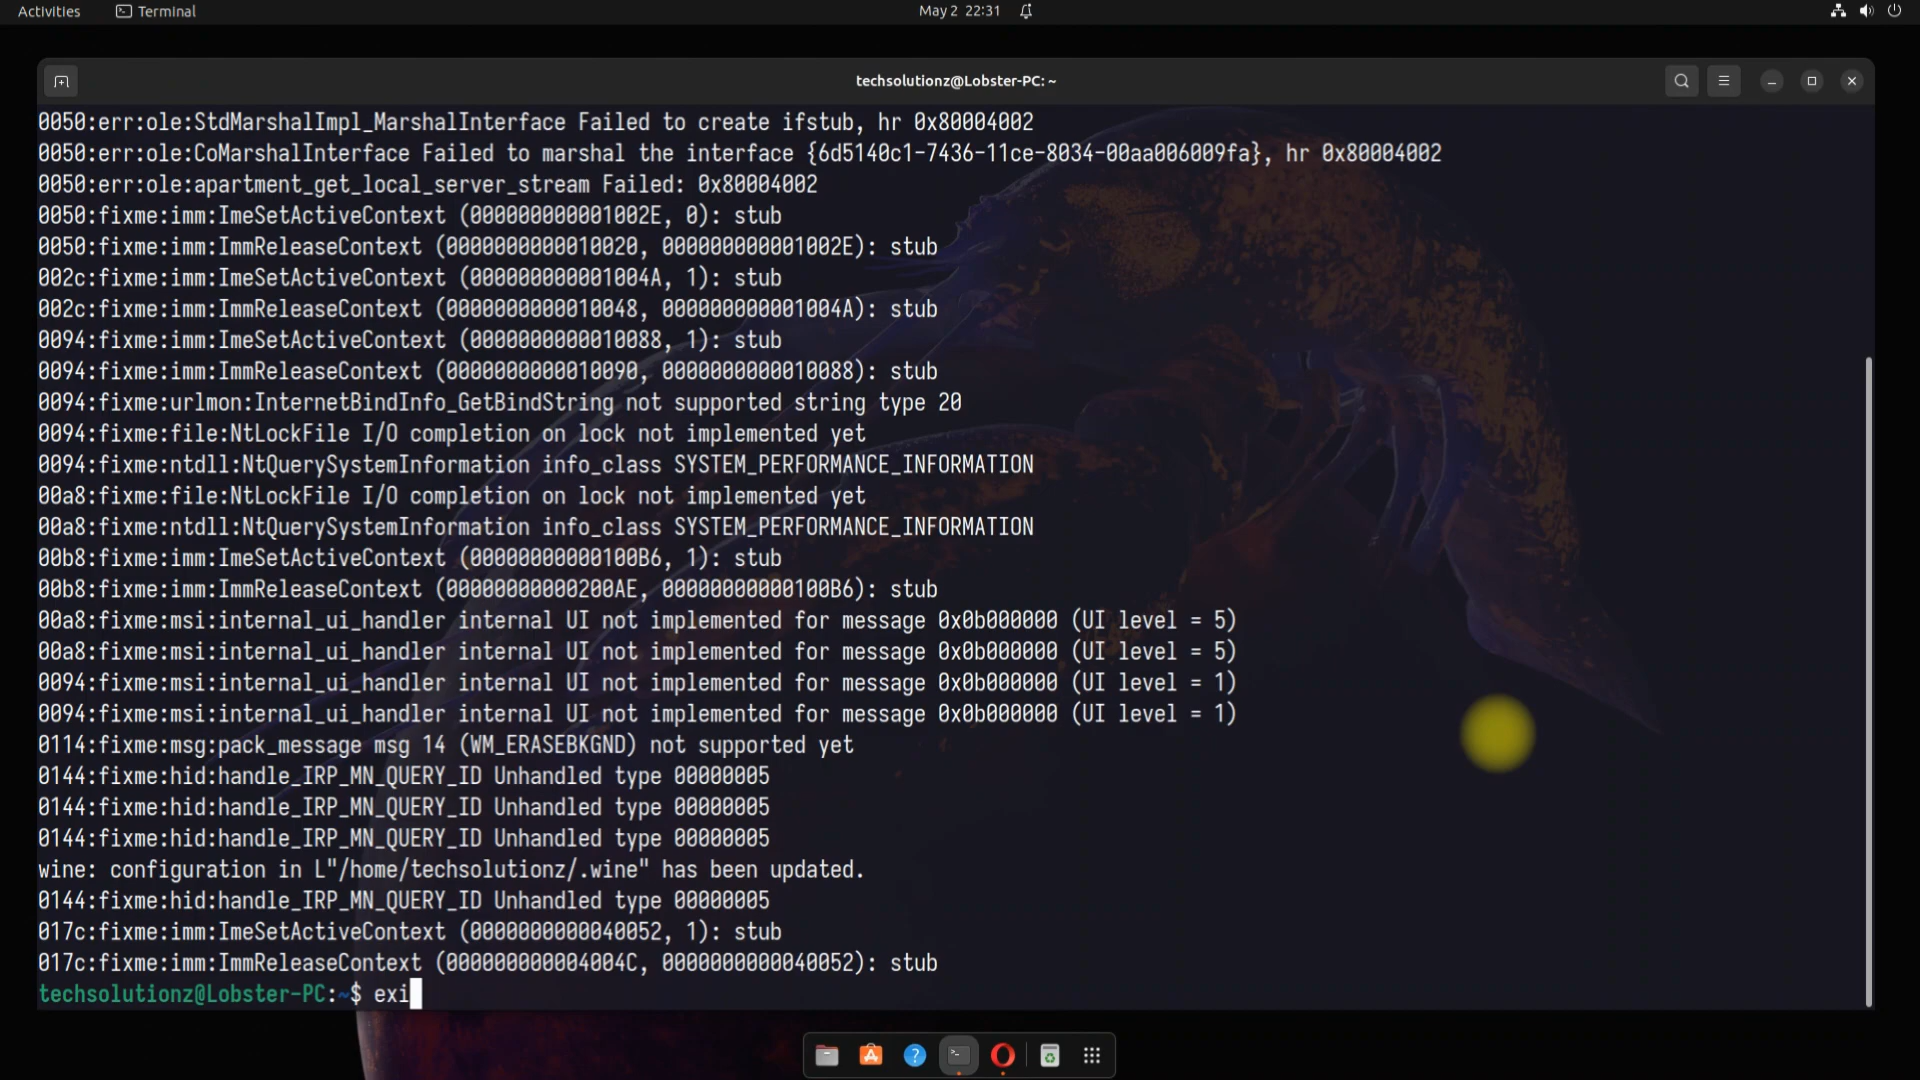 Activities
Terminal
May 2 22:31
techsolutionz@Lobster-PC: ~
0050:err:ole:StdMarshalImpl_MarshalInterface Failed to create ifstub, hr 0x80004002
0050:err:ole:CoMarshalInterface Failed to marshal the interface {6d5140c1-7436-11ce-8034-00aa006009fa}, hr 0x80004002
0050:err:ole:apartment_get_local_server_stream Failed: 0x80004002
0050:fixme:imm:ImeSetActiveContext (000000000001002E, 0): stub
0050:fixme:imm:ImmReleaseContext (0000000000010020, 000000000001002E): stub
002c:fixme:imm:ImeSetActiveContext (000000000001004A, 1): stub
002c:fixme:imm:ImmReleaseContext (0000000000010048, 000000000001004A): stub
0094:fixme:imm:ImeSetActiveContext (0000000000010088, 1): stub
0094:fixme:imm:ImmReleaseContext (0000000000010090, 0000000000010088): stub
0094:fixme:urlmon:InternetBindInfo_GetBindString not supported string type 20
0094:fixme:file:NtLockFile I/O completion on lock not implemented yet
0094:fixme:ntdll:NtQuerySystemInformation info_class SYSTEM_PERFORMANCE_INFORMATION
00a8:fixme:file:NtLockFile I/O completion on lock not implemented yet
00a8:fixme:ntdll:NtQuerySystemInformation info_class SYSTEM_PERFORMANCE_INFORMATION
00b8:fixme:imm:ImeSetActiveContext (00000000000100B6, 1): stub
00b8:fixme:imm:ImmReleaseContext (00000000000200AE, 00000000000100B6): stub
00a8:fixme:msi:internal_ui_handler internal UI not implemented for message 0x0b000000 (UI level = 5)
00a8:fixme:msi:internal_ui_handler internal UI not implemented for message 0x0b000000 (UI level = 5)
0094:fixme:msi:internal_ui_handler internal UI not implemented for message 0x0b000000 (UI level = 1)
0094:fixme:msi:internal_ui_handler internal UI not implemented for message 0x0b000000 (UI level = 1)
0114:fixme:msg:pack_message msg 14 (WM_ERASEBKGND) not supported yet
0144:fixme:hid:handle_IRP_MN_QUERY_ID Unhandled type 00000005
0144:fixme:hid:handle_IRP_MN_QUERY_ID Unhandled type 00000005
0144:fixme:hid:handle_IRP_MN_QUERY_ID Unhandled type 00000005
wine: configuration in L"/home/techsolutionz/.wine" has been updated.
0144:fixme:hid:handle_IRP_MN_QUERY_ID Unhandled type 00000005
017c:fixme:imm:ImeSetActiveContext (0000000000040052, 1): stub
017c:fixme:imm:ImmReleaseContext (000000000004004C, 0000000000040052): stub
techsolutionz@Lobster-PC:~$ exi